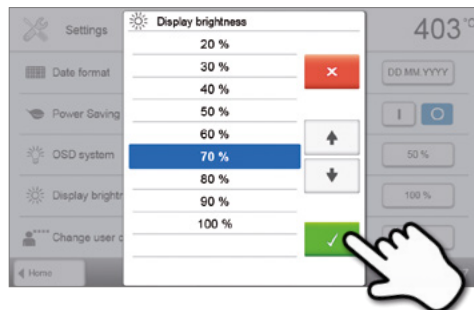 Settings
Display brightness
403 °C
20 %
30 %
40 %
50 %
60 %
70 %
80 %
90 %
100 %
Date format
DD.MM.YYYY
Power Saving
I O
OSD system
50 %
Display brightn
100 %
Change user c
Home